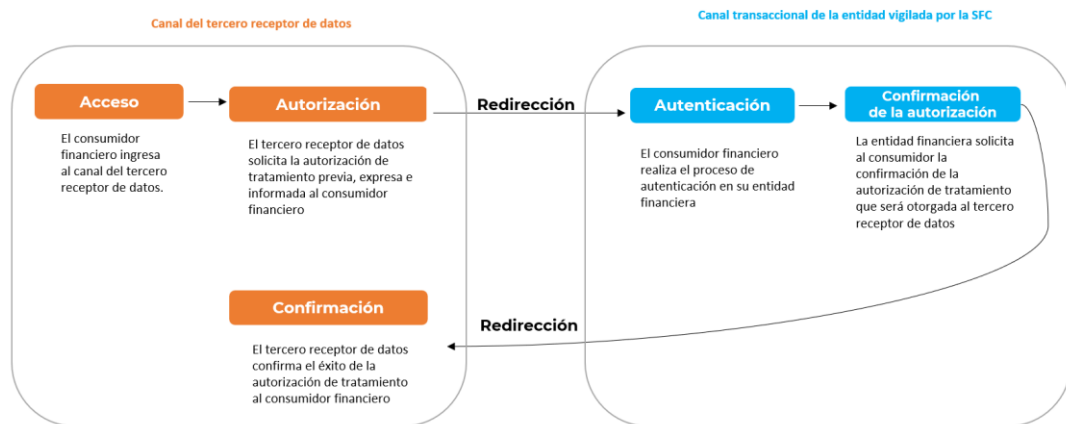 Canal del tercero receptor de datos
Canal transaccional de la entidad vigilada por la SFC
Acceso
El consumidor
financiero ingresa
al canal del tercero
receptor de datos.
Autorización
El tercero receptor de datos
solicita la autorización de
tratamiento previa, expresa e
informada al consumidor
financiero
Redirección
Autenticación
El consumidor financiero
realiza el proceso de
autenticación en su entidad
financiera
Confirmación
de la autorización
La entidad financiera solicita
al consumidor la
confirmación de la
autorización de tratamiento
que será otorgada al tercero
receptor de datos
Redirección
Confirmación
El tercero receptor de datos
confirma el éxito de la
autorización de tratamiento
al consumidor financiero